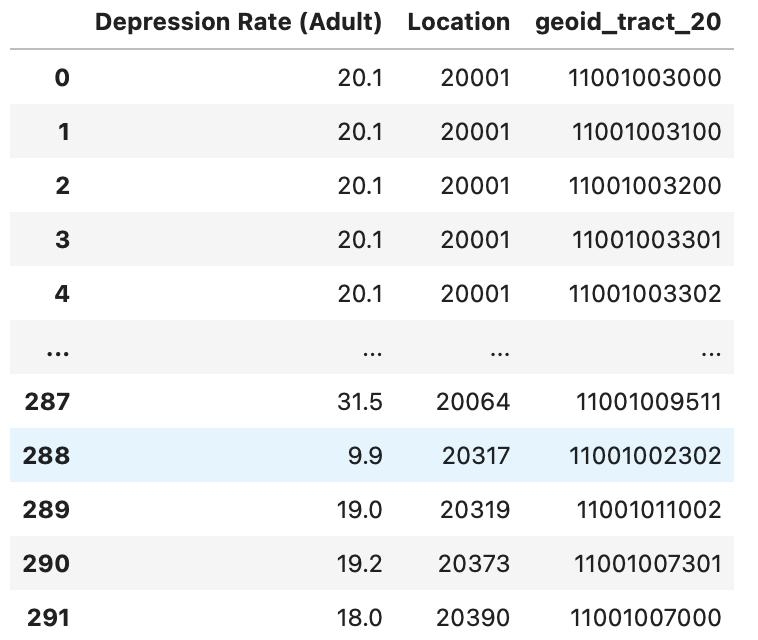 Depression Rate (Adult) Location geoid_tract_20
0 20.1 20001 11001003000
1 20.1 20001 11001003100
2 20.1 20001 11001003200
3 20.1 20001 11001003301
4 20.1 20001 11001003302
... ... ... ...
287 31.5 20064 11001009511
288 9.9 20317 11001002302
289 19.0 20319 11001011002
290 19.2 20373 11001007301
291 18.0 20390 11001007000